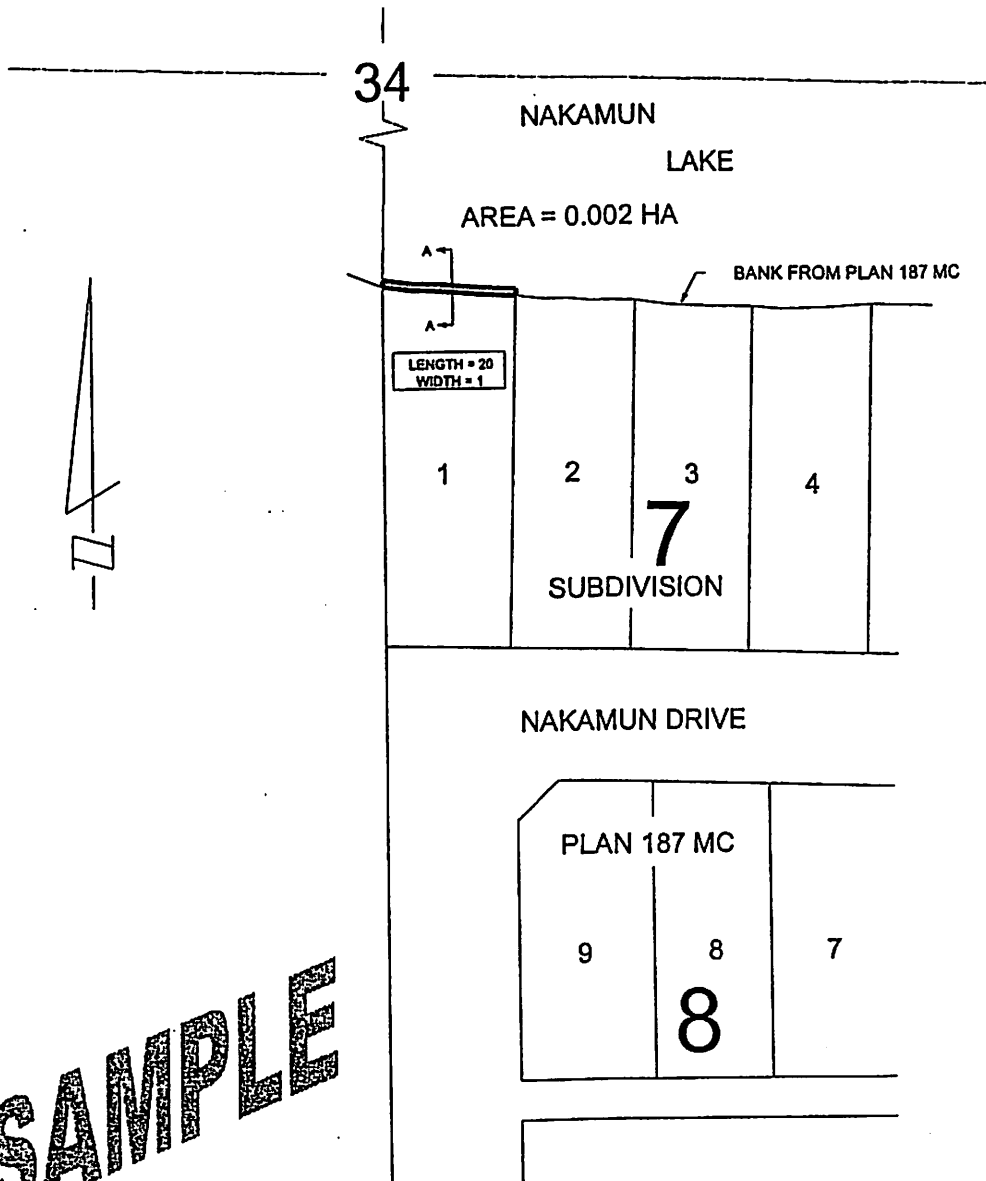 34
NAKAMUN
LAKE
AREA = 0.002 HA
A
BANK FROM PLAN 187 MC
A
LENGTH = 20
WIDTH = 1
1
2
3
4
7
SUBDIVISION
Z
NAKAMUN DRIVE
PLAN 187 MC
9
8
7
8
SAMPLE